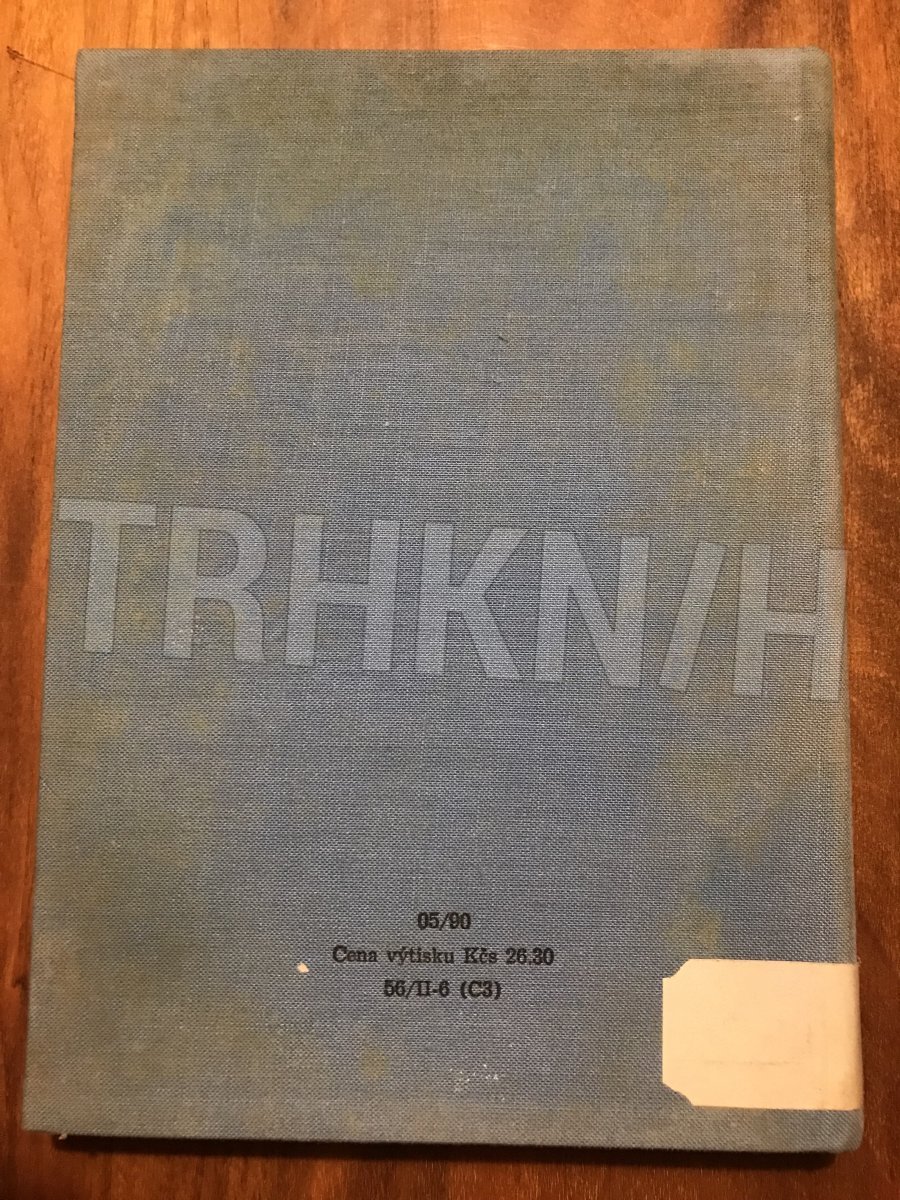 TRHKN/H
05/90
Cena výtisku Kčs 26.30
56/II-6 (C3)